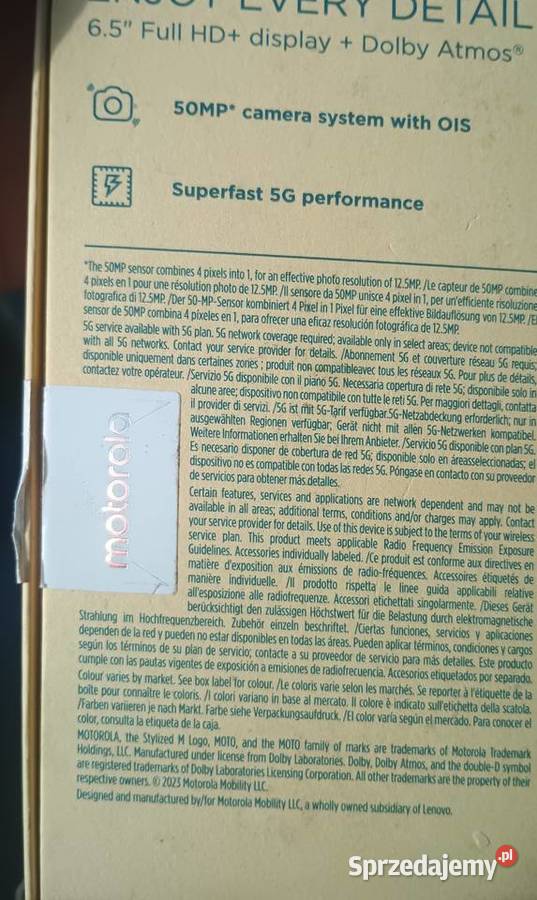 ENJOY EVERY DETAIL
6.5" Full HD+ display + Dolby Atmos®
50MP* camera system with OIS
Superfast 5G performance
*The 50MP sensor combines 4 pixels into 1, for an effective photo resolution of 12.5MP. /Le capteur de 50MP combine
4 pixels en 1 pour une résolution photo de 12.5MP. /Il sensore da 50MP unisce 4 pixel in 1, per un'efficiente risoluzione
fotografica di 12.5MP. /Der 50-MP-Sensor kombiniert 4 Pixel in 1 Pixel für eine effektive Bildauflösung von 12.5MP. /El
sensor de 50MP combina 4 píxeles en 1, para ofrecer una eficaz resolución fotográfica de 12.5MP.
5G service available with 5G plan. 5G network coverage required; available only in select areas; device not compatible
with all 5G networks. Contact your service provider for details. /Abonnement 5G et couverture réseau 5G requis;
disponible uniquement dans certaines zones ; produit non compatibleavec tous les réseaux 5G. Pour plus de détails,
contactez votre opérateur. /Servizio 5G disponibile con il piano 5G. Necessaria copertura di rete 5G; disponibile solo in
alcune aree; dispositivo non compatibile con tutte le reti 5G. Per maggiori dettagli, contatta
il provider di servizi. /5G ist mit 5G-Tarif verfügbar.5G-Netzabdeckung erforderlich; nur in
ausgewählten Regionen verfügbar; Gerät nicht mit allen 5G-Netzwerken kompatibel.
Weitere Informationen erhalten Sie bei Ihrem Anbieter. /Servicio 5G disponible con plan 5G.
Es necesario disponer de cobertura de red 5G; disponible solo en áreasseleccionadas; el
dispositivo no es compatible con todas las redes 5G. Póngase en contacto con su proveedor
de servicios para obtener más detalles.
motorola
Certain features, services and applications are network dependent and may not be
available in all areas; additional terms, conditions and/or charges may apply. Contact
your service provider for details. Use of this device is subject to the terms of your wireless
service plan. This product meets applicable Radio Frequency Emission Exposure
Guidelines. Accessories individually labeled. /Ce produit est conforme aux directives en
matière d'exposition aux émissions de radio-fréquences. Accessoires étiquetés de
manière individuelle. /Il prodotto rispetta le linee guida applicabili relative
all'esposizione alle radiofrequenze. Accessori etichettati singolarmente. /Dieses Gerät
berücksichtigt den zulässigen Höchstwert für die Belastung durch elektromagnetische
Strahlung im Hochfrequenzbereich. Zubehör einzeln beschriftet. /Ciertas funciones, servicios y aplicaciones
dependen de la red y pueden no estar disponibles en todas las áreas. Pueden aplicar términos, condiciones y cargos
según los términos de su plan de servicio; contacte a su proveedor de servicio para más detalles. Este producto
cumple con las pautas vigentes de exposición a emisiones de radiofrecuencia. Accesorios etiquetados por separado.
Colour varies by market. See box label for colour. /Le coloris varie selon les marchés. Se reporter à l'étiquette de la
boîte pour connaître le coloris. /I colori variano in base al mercato. Il colore è indicato sull'etichetta della scatola.
/Farben variieren je nach Markt. Farbe siehe Verpackungsaufdruck. /El color varía según el mercado. Para conocer el
color, consulta la etiqueta de la caja.
MOTOROLA, the Stylized M Logo, MOTO, and the MOTO family of marks are trademarks of Motorola Trademark
Holdings, LLC. Manufactured under license from Dolby Laboratories. Dolby, Dolby Atmos, and the double-D symbol
are registered trademarks of Dolby Laboratories Licensing Corporation. All other trademarks are the property of their
respective owners. © 2023 Motorola Mobility LLC.
Designed and manufactured by/for Motorola Mobility LLC, a wholly owned subsidiary of Lenovo.
Sprzedajemy.pl